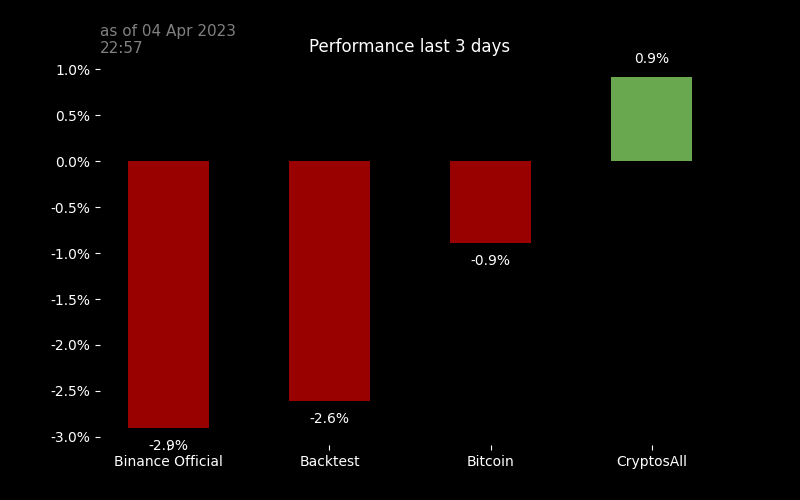 as of 04 Apr 2023
22:57
Performance last 3 days
1.0%
0.5%
0.0%
-0.5%
-1.0%
-1.5%
-2.0%
-2.5%
-3.0%
0.9%
-0.9%
-2.6%
-2.9%
Binance Official
Backtest
Bitcoin
CryptosAll